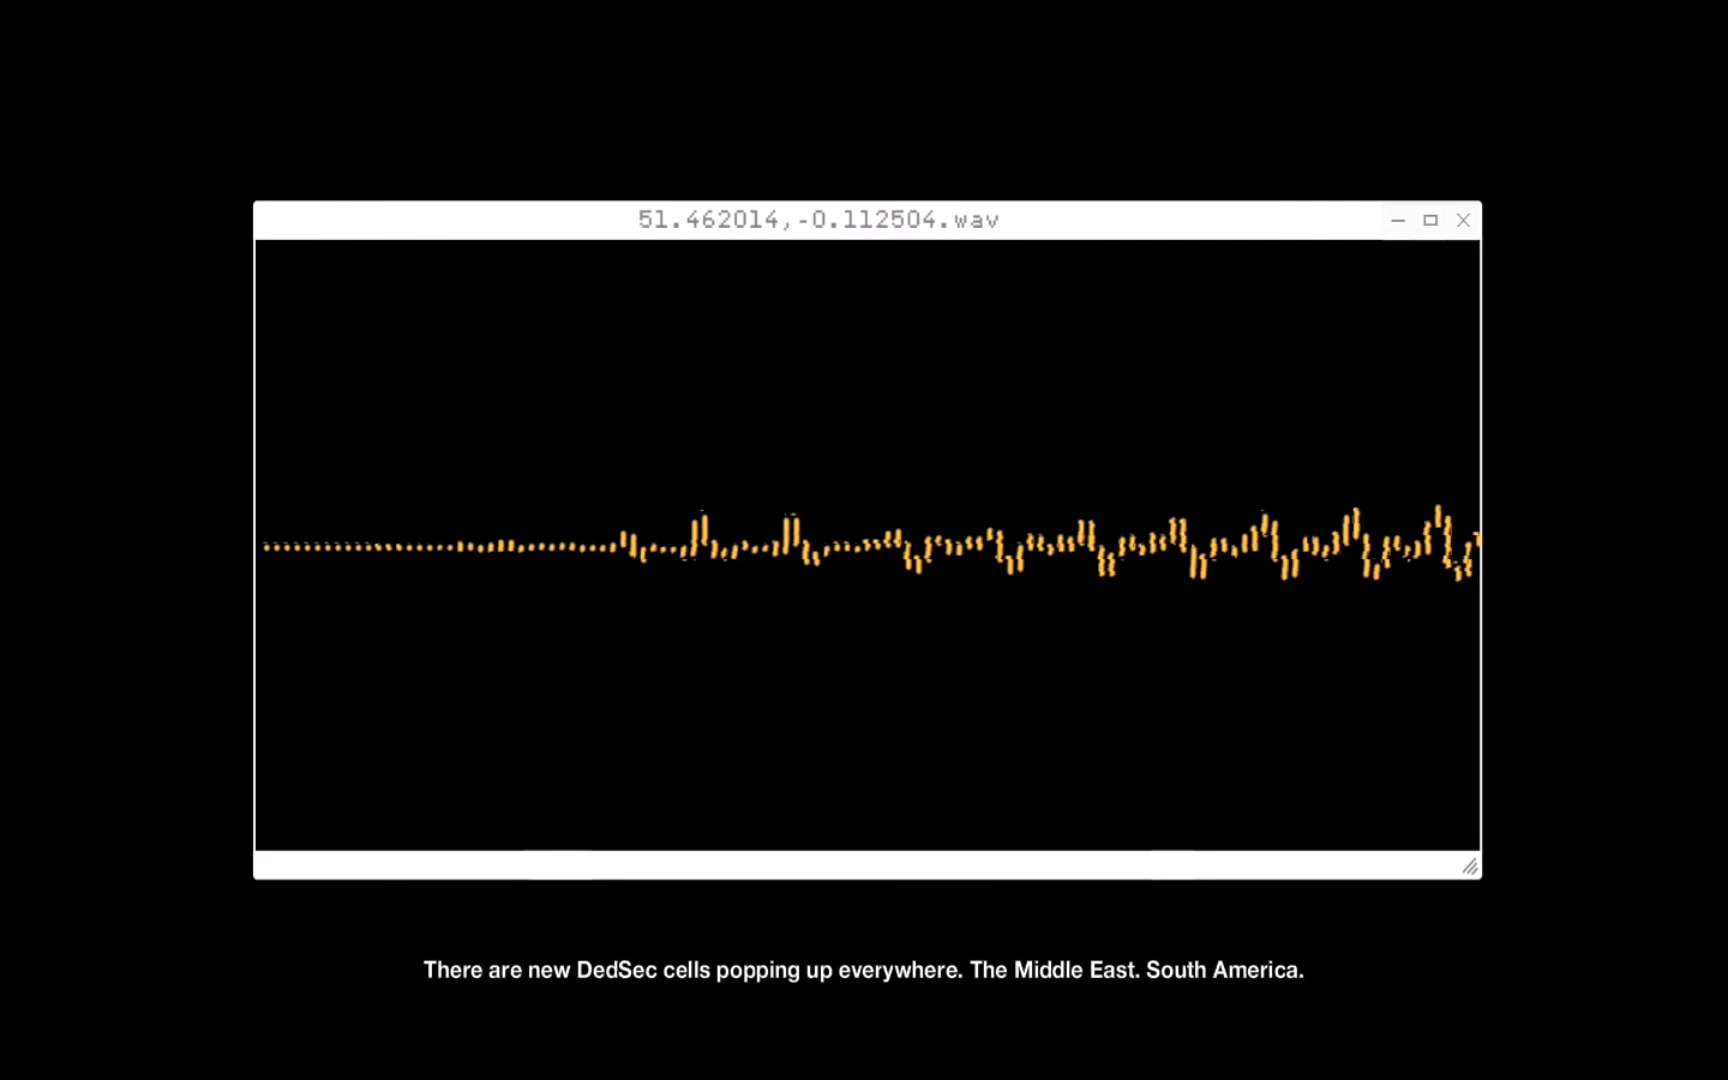 51.462014,-0.112504.wav
There are new DedSec cells popping up everywhere. The Middle East. South America.